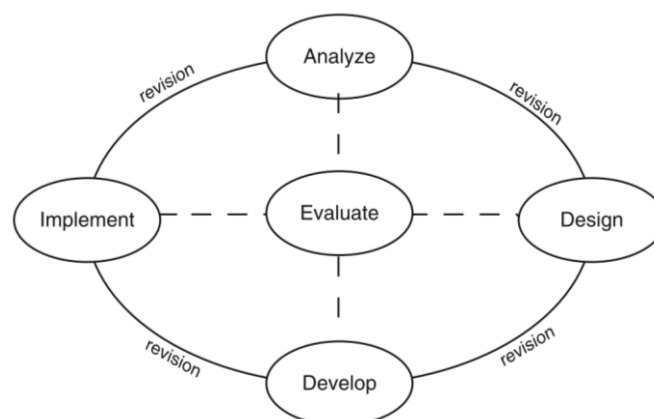 Analyze
revision
revision
Implement
Evaluate
Design
revision
revision
Develop